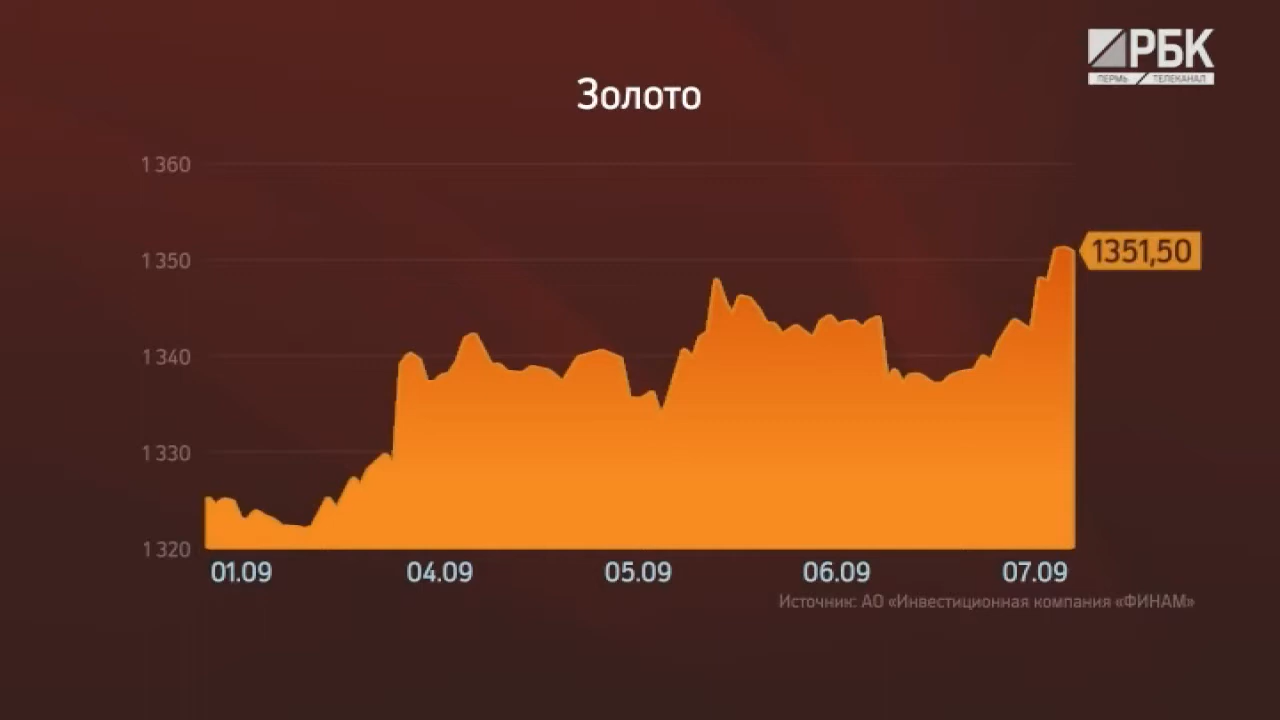 РБК
ПЕРМЬ ТЕЛЕКАНАЛ
Золото
1 360
1 350
1351,50
1 340
1 330
1 320
01.09 04.09 05.09 06.09 07.09
Источник: АО «Инвестиционная компания «ФИНАМ»